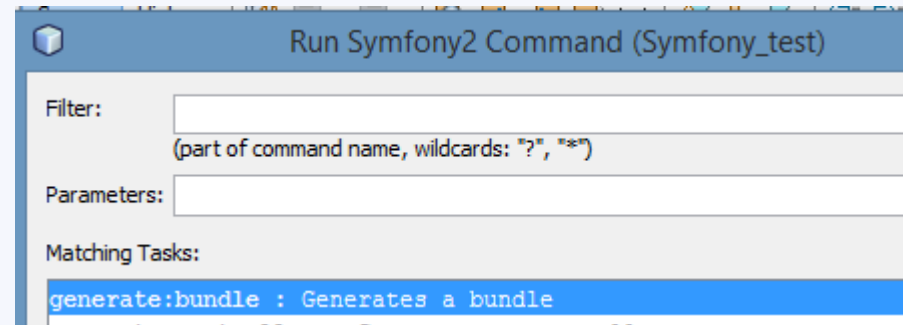 Run Symfony2 Command (Symfony_test)
Filter:
(part of command name, wildcards: "?", "*")
Parameters:
Matching Tasks:
generate:bundle : Generates a bundle